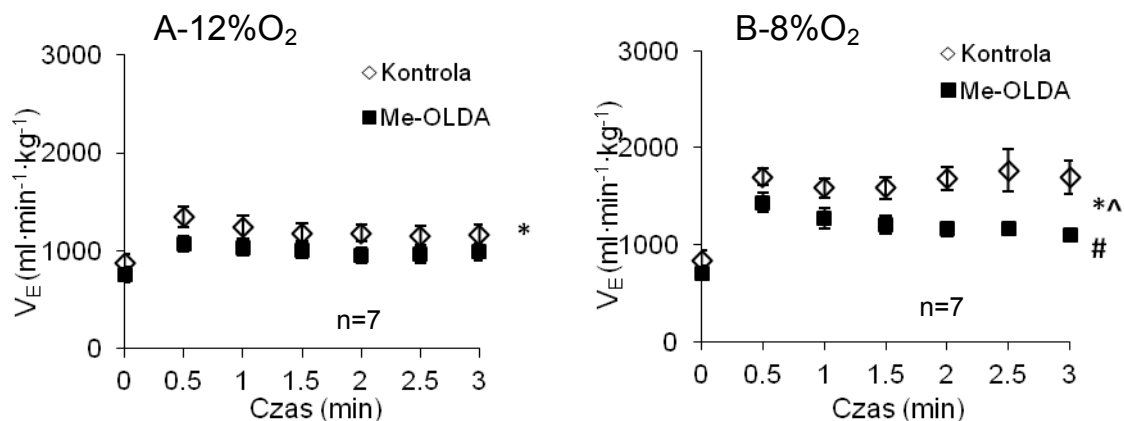 A-12%O₂
3000
2000
1000
0
V_E (ml·min⁻¹·kg⁻¹)
Kontrola
Me-OLDA
*
n=7
0 0.5 1 1.5 2 2.5 3
Czas (min)
B-8%O₂
3000
2000
1000
0
V_E (ml·min⁻¹·kg⁻¹)
Kontrola
Me-OLDA
*^
#
n=7
0 0.5 1 1.5 2 2.5 3
Czas (min)